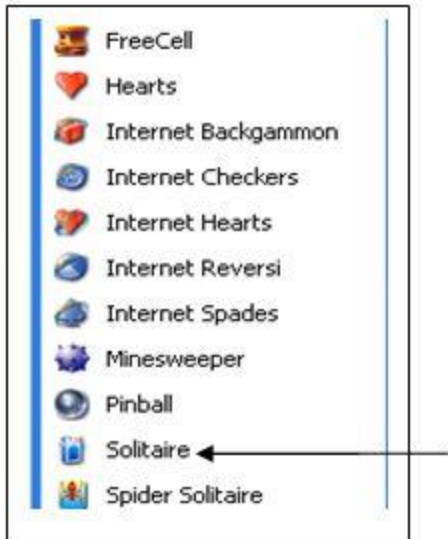 FreeCell
Hearts
Internet Backgammon
Internet Checkers
Internet Hearts
Internet Reversi
Internet Spades
Minesweeper
Pinball
Solitaire
Spider Solitaire